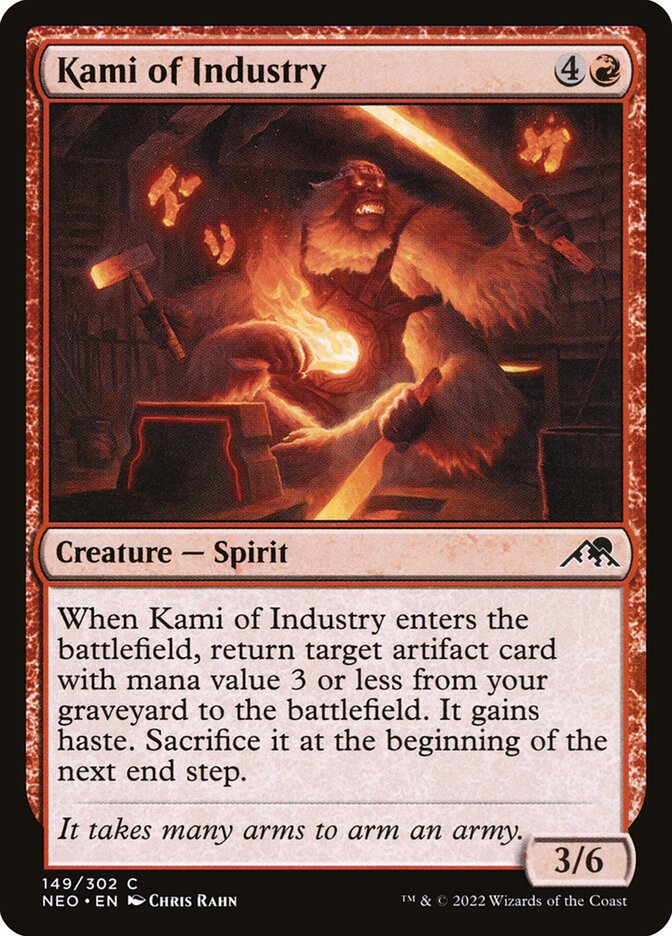 Kami of Industry 4
Creature — Spirit
When Kami of Industry enters the
battlefield, return target artifact card
with mana value 3 or less from your
graveyard to the battlefield. It gains
haste. Sacrifice it at the beginning of the
next end step.
It takes many arms to arm an army.
3/6
149/302 C
NEO • EN Chris Rahn ™ & © 2022 Wizards of the Coast